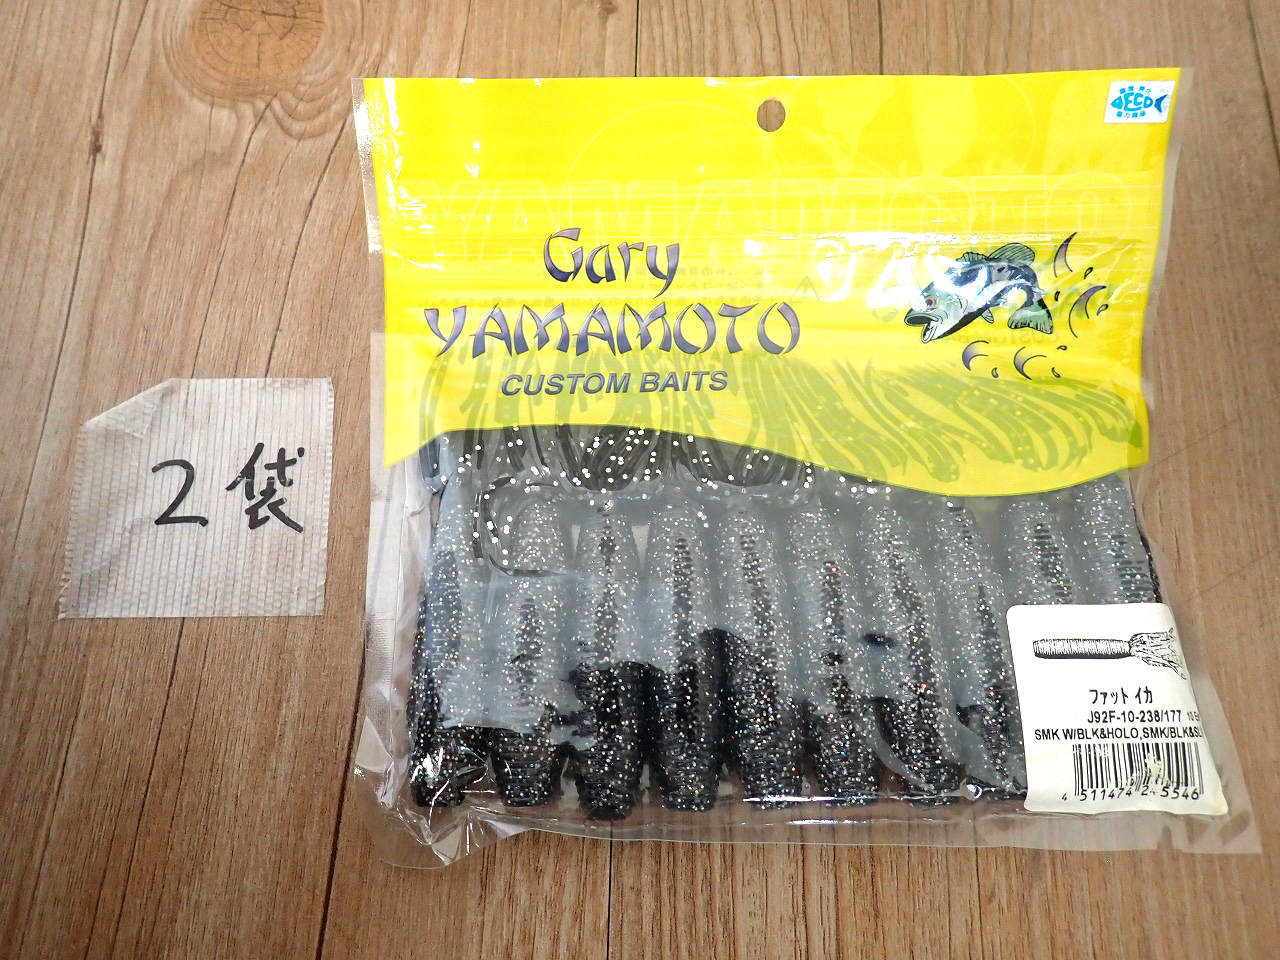 2袋
ECO
Gary
YAMAMOTO
CUSTOM BAITS
ファット イカ
J92F-10-238/177
SMK W/BLK&HOLO,SMK/BLK&SL